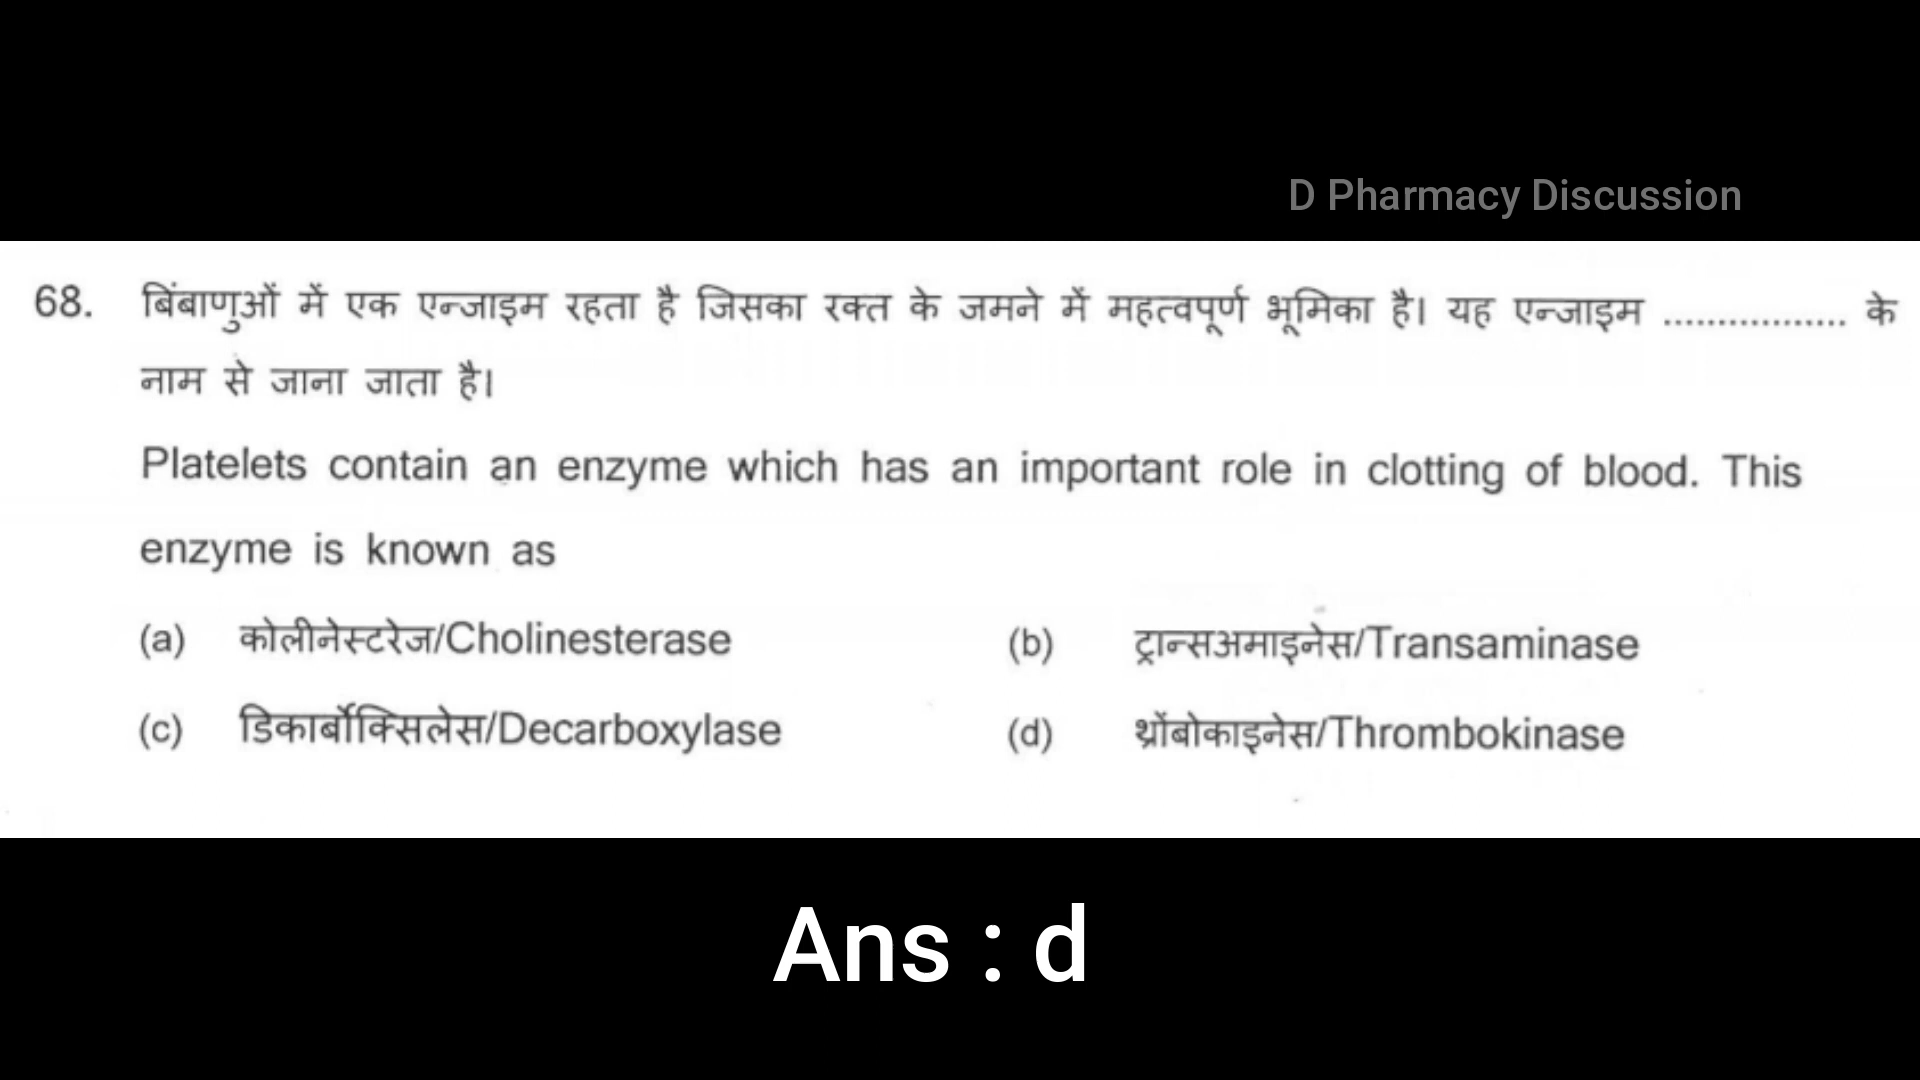 D Pharmacy Discussion
68. बिंबाणुओं में एक एन्जाइम रहता है जिसका रक्त के जमने में महत्वपूर्ण भूमिका है। यह एन्जाइम ................. के
नाम से जाना जाता है।
Platelets contain an enzyme which has an important role in clotting of blood. This
enzyme is known as
(a) कोलीनेस्टरेज/Cholinesterase (b) ट्रान्सअमाइनेस/Transaminase
(c) डिकार्बोक्सिलेस/Decarboxylase (d) थ्रोंबोकाइनेस/Thrombokinase
Ans : d